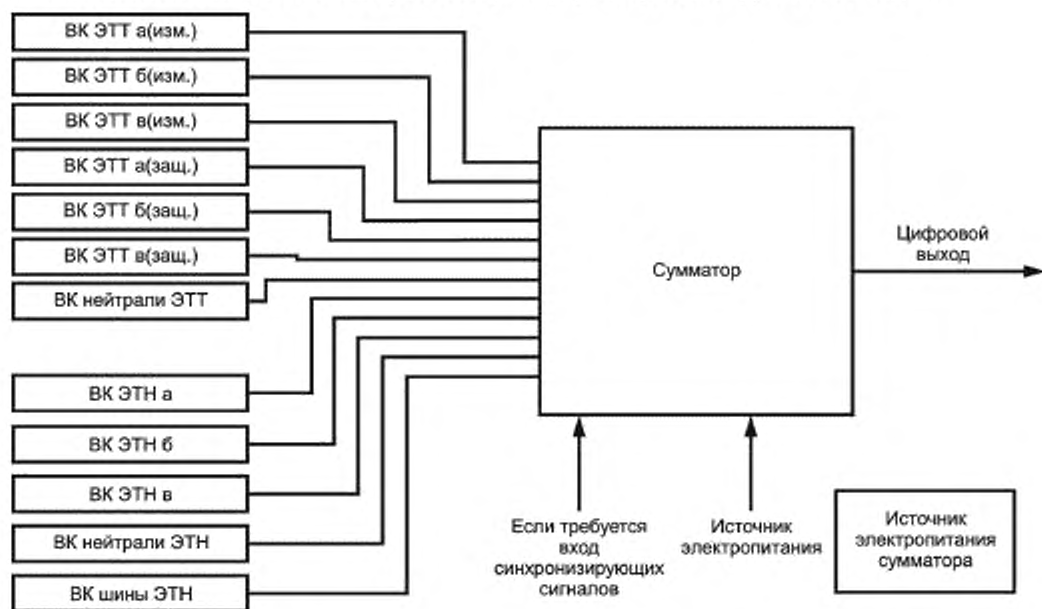 ВК ЭТТ а(изм.)
ВК ЭТТ б(изм.)
ВК ЭТТ в(изм.)
ВК ЭТТ а(защ.)
ВК ЭТТ б(защ.)
ВК ЭТТ в(защ.)
ВК нейтрали ЭТТ
ВК ЭТН а
ВК ЭТН б
ВК ЭТН в
ВК нейтрали ЭТН
ВК шины ЭТН
Сумматор
Цифровой
выход
Если требуется
вход
синхронизирующих
сигналов
Источник
электропитания
Источник
электропитания
сумматора